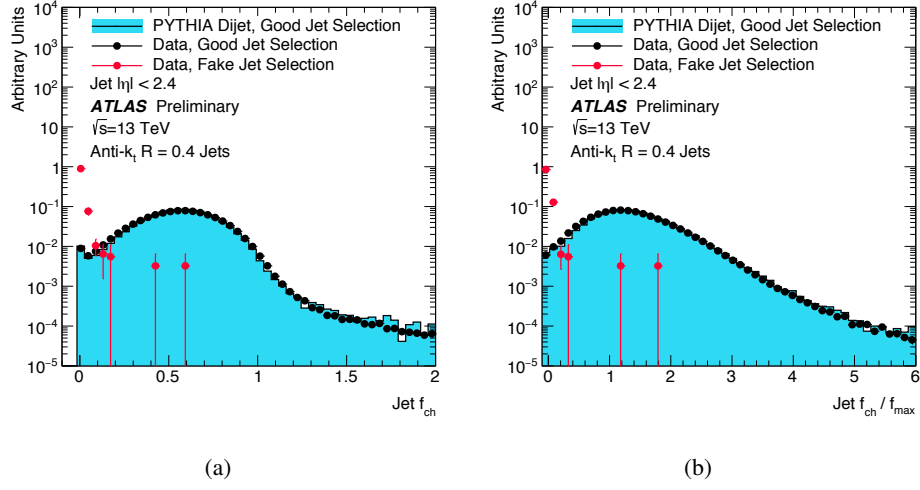 Arbitrary Units
10⁴
10³
10²
10
1
10⁻¹
10⁻²
10⁻³
10⁻⁴
10⁻⁵
PYTHIA Dijet, Good Jet Selection
Data, Good Jet Selection
Data, Fake Jet Selection
Jet |η| < 2.4
ATLAS Preliminary
√s=13 TeV
Anti-kₜ R = 0.4 Jets
0 0.5 1 1.5 2
Jet f_ch
(a)
Arbitrary Units
10⁴
10³
10²
10
1
10⁻¹
10⁻²
10⁻³
10⁻⁴
10⁻⁵
PYTHIA Dijet, Good Jet Selection
Data, Good Jet Selection
Data, Fake Jet Selection
Jet |η| < 2.4
ATLAS Preliminary
√s=13 TeV
Anti-kₜ R = 0.4 Jets
0 1 2 3 4 5 6
Jet f_ch / f_max
(b)